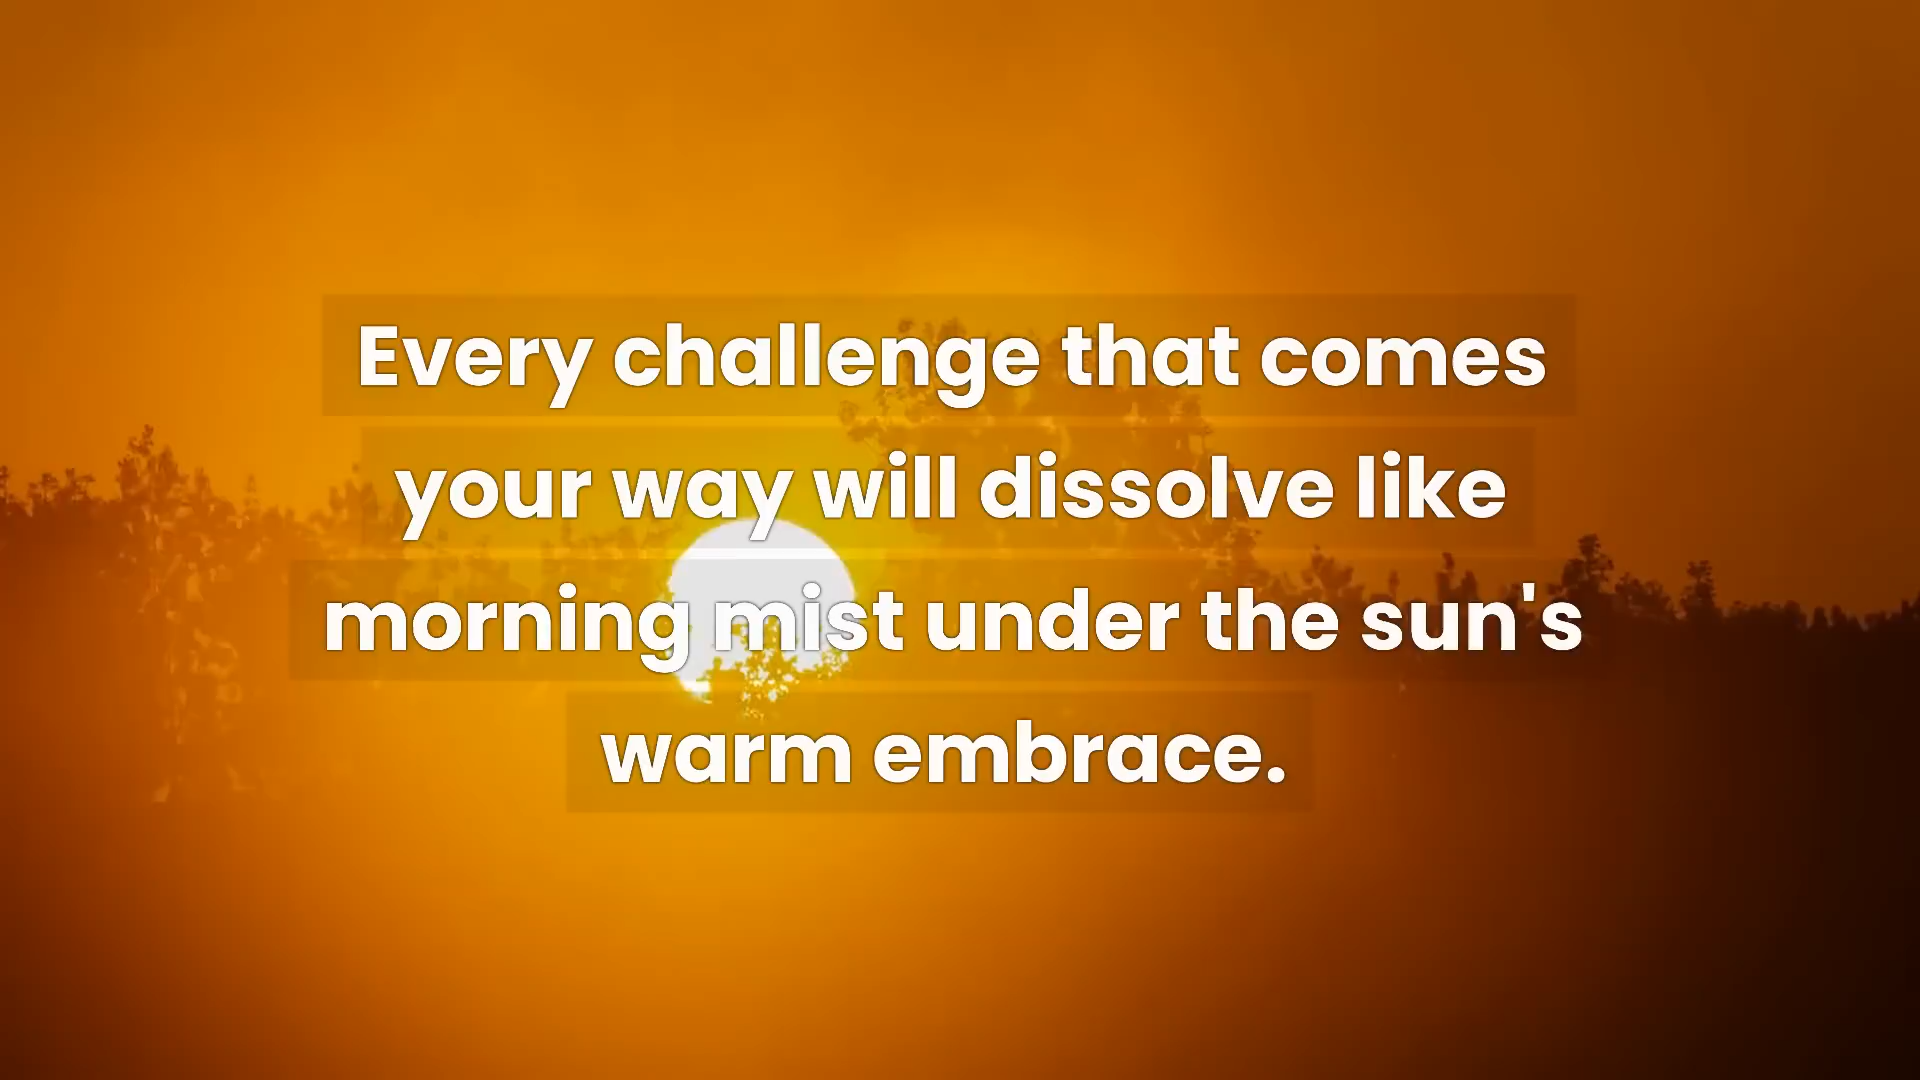 Every challenge that comes
your way will dissolve like
morning mist under the sun's
warm embrace.